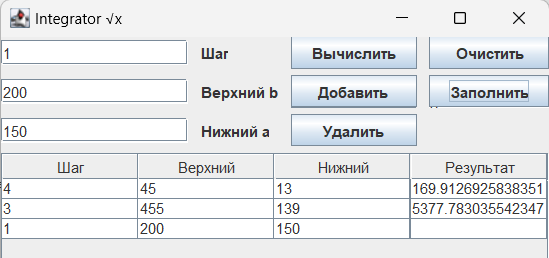 Integrator √x
1 Шаг Вычислить Очистить
200 Верхний b Добавить Заполнить
150 Нижний a Удалить
Шаг Верхний Нижний Результат
4 45 13 169.9126925838351
3 455 139 5377.783035542347
1 200 150